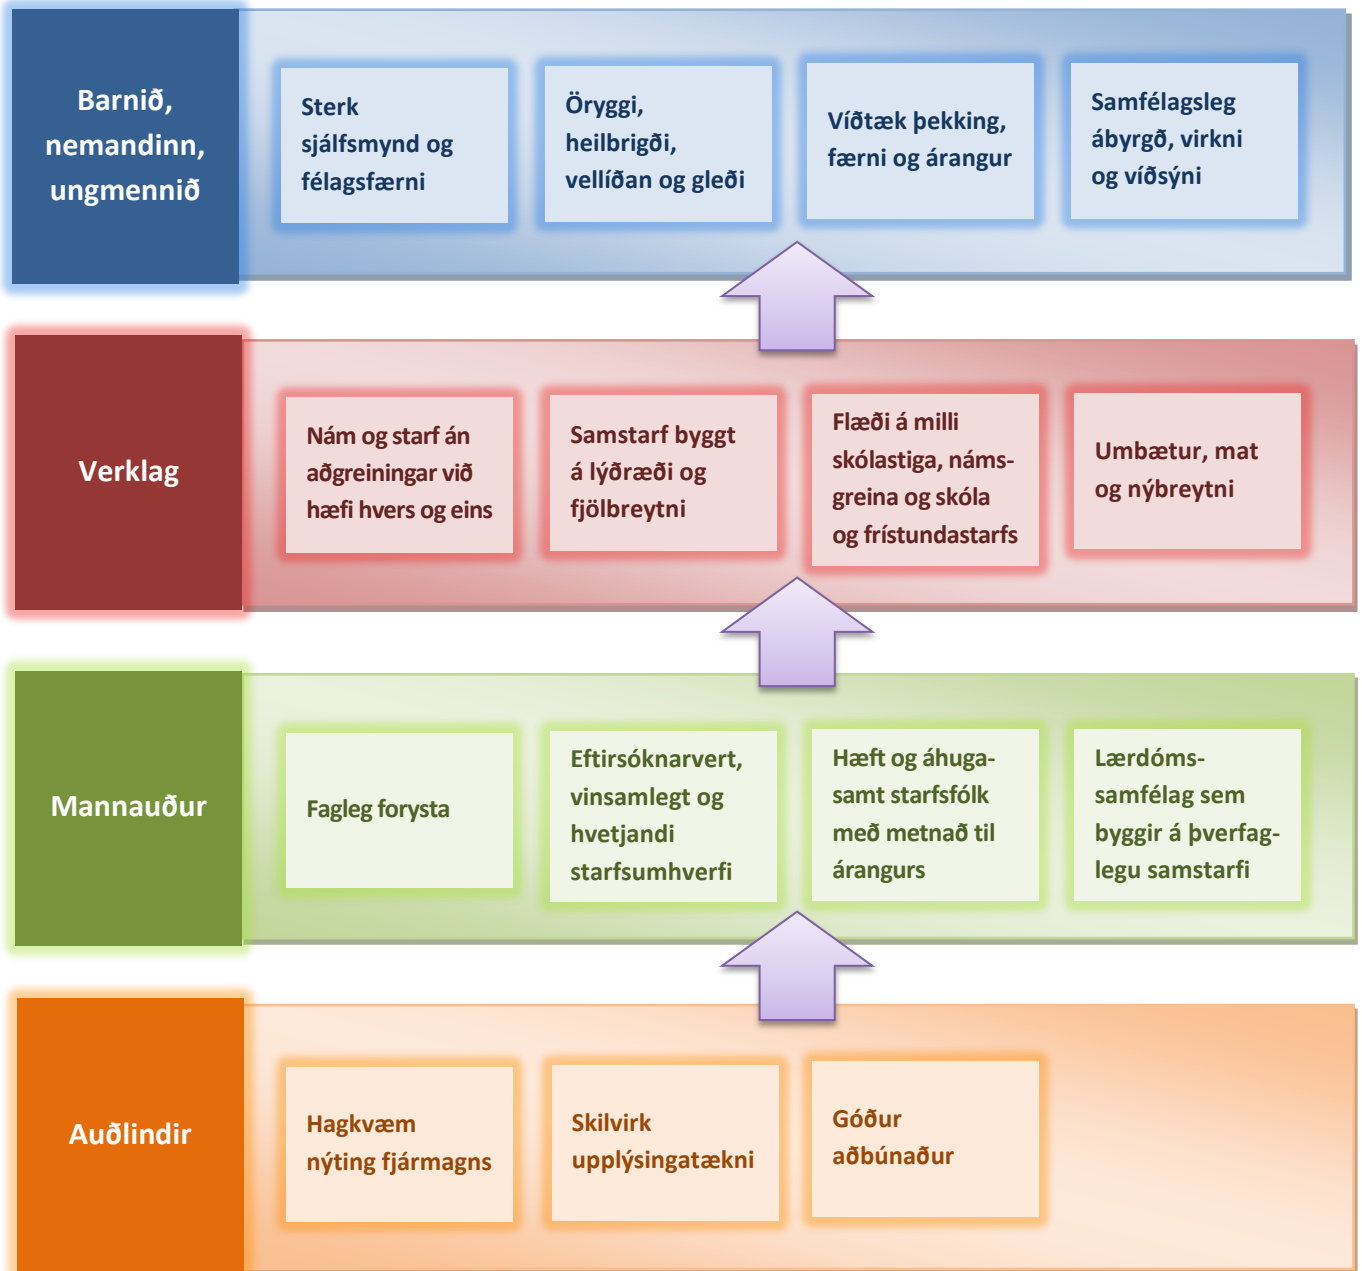 Barnið,
nemandinn,
ungmennið
Sterk
sjálfsmynd og
félagsfærni
Öryggi,
heilbrigði,
vellíðan og gleði
Víðtæk þekking,
færni og árangur
Samfélagsleg
ábyrgð, virkni
og víðsýni
Verklag
Nám og starf án
aðgreiningar við
hæfi hvers og eins
Samstarf byggt
á lýðræði og
fjölbreytni
Flæði á milli
skólastiga, náms-
greina og skóla
og frístundastarfs
Umbætur, mat
og nýbreytni
Mannauður
Fagleg forysta
Eftirsóknarvert,
vinsamlegt og
hvetjandi
starfsumhverfi
Hæft og áhuga-
samt starfsfólk
með metnað til
árangurs
Lærdóms-
samfélag sem
byggir á þverfag-
legu samstarfi
Auðlindir
Hagkvæm
nýting fjármagns
Skilvirk
upplýsingatækni
Góður
aðbúnaður